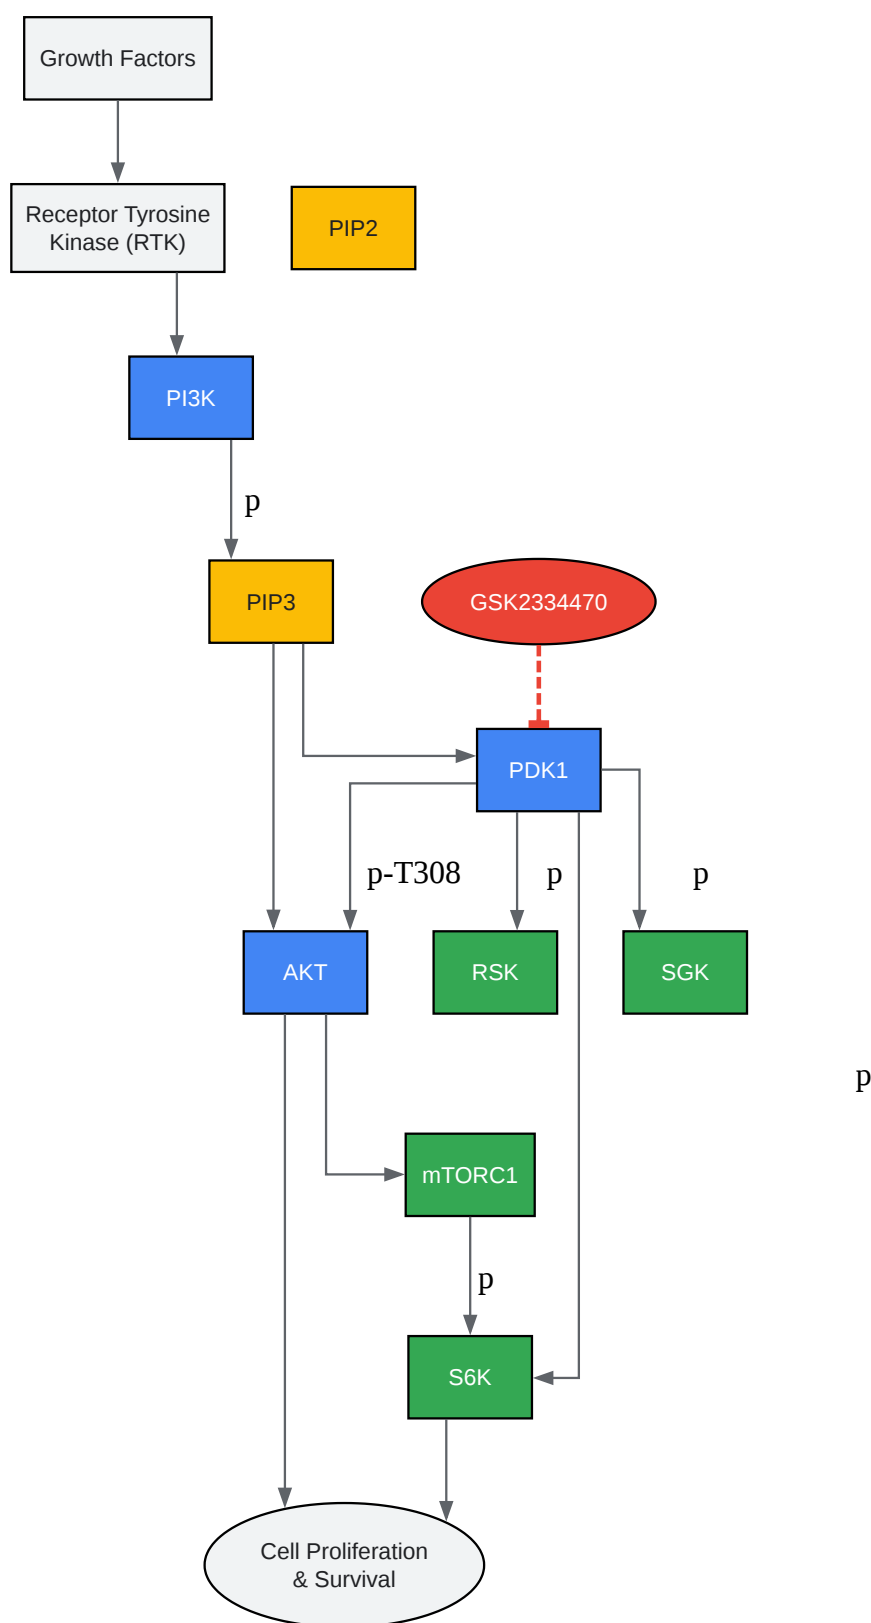 Growth Factors
Receptor Tyrosine
Kinase (RTK)
PIP2
PI3K
p
PIP3
GSK2334470
PDK1
p-T308
p
p
AKT
RSK
SGK
p
mTORC1
p
S6K
Cell Proliferation
& Survival